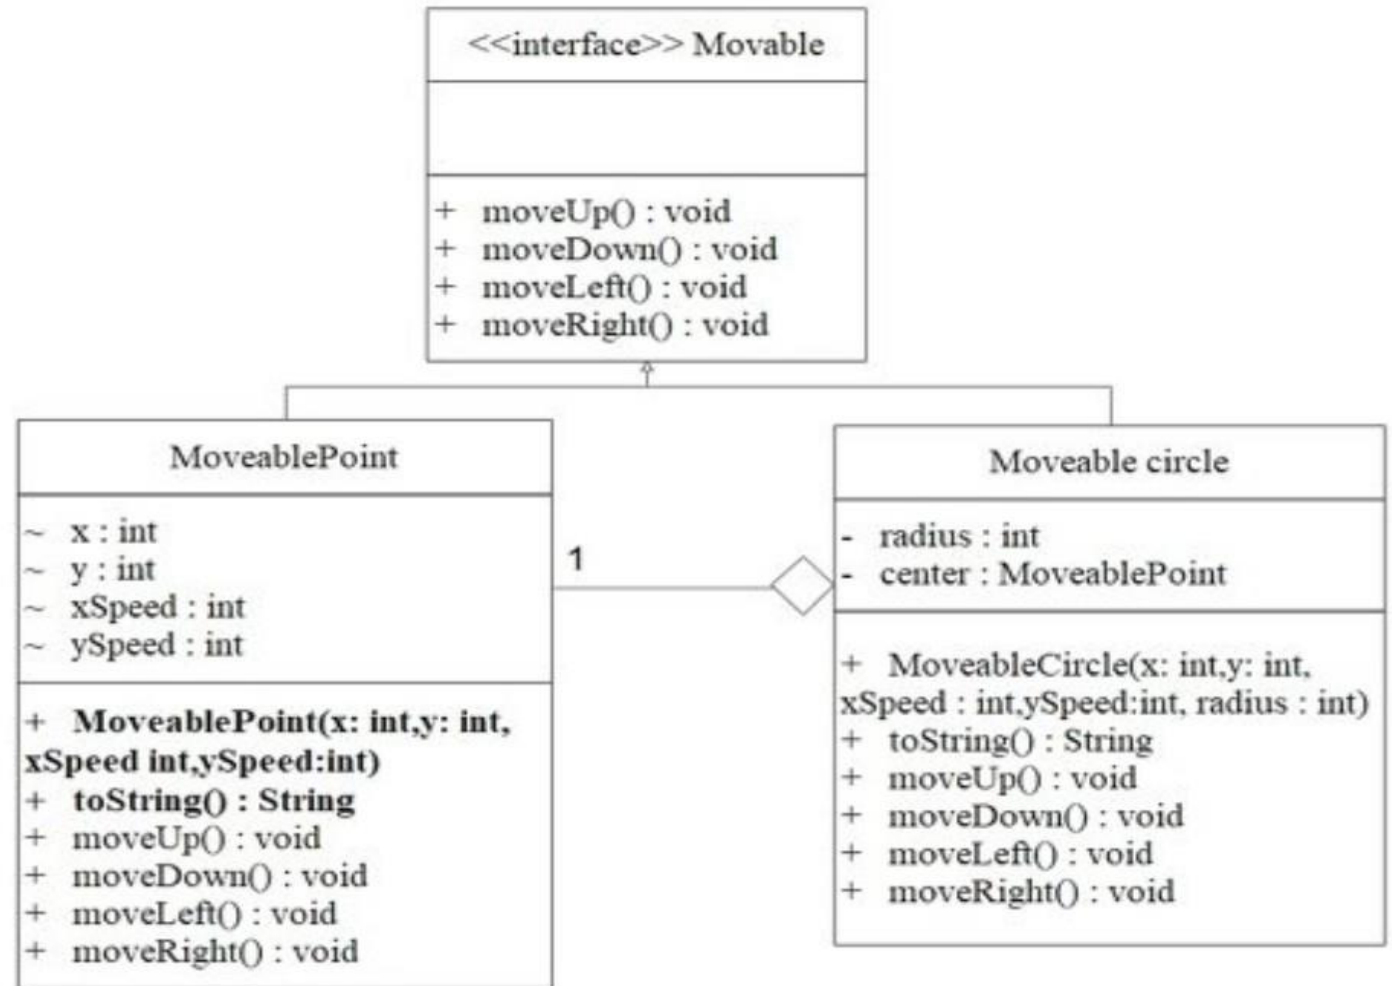 <<interface>> Movable
+ moveUp() : void
+ moveDown() : void
+ moveLeft() : void
+ moveRight() : void
MoveablePoint
~ x : int
~ y : int
~ xSpeed : int
~ ySpeed : int
+ MoveablePoint(x: int,y: int,
xSpeed int,ySpeed:int)
+ toString() : String
+ moveUp() : void
+ moveDown() : void
+ moveLeft() : void
+ moveRight() : void
1
Moveable circle
- radius : int
- center : MoveablePoint
+ MoveableCircle(x: int,y: int,
xSpeed : int,ySpeed:int, radius : int)
+ toString() : String
+ moveUp() : void
+ moveDown() : void
+ moveLeft() : void
+ moveRight() : void